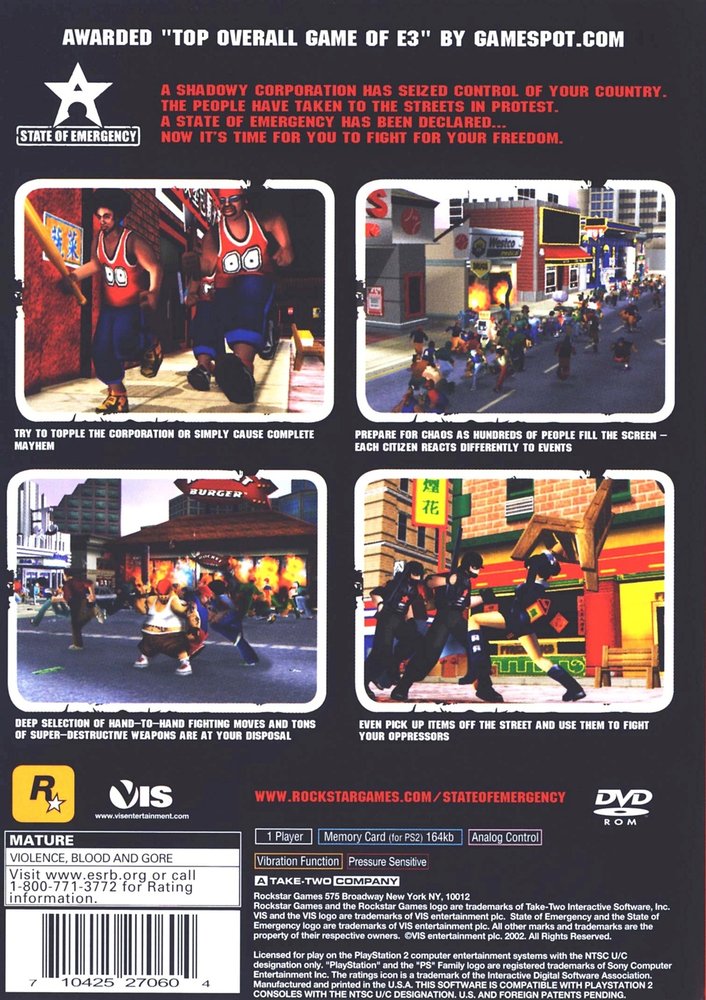 AWARDED "TOP OVERALL GAME OF E3" BY GAMESPOT.COM
STATE OF EMERGENCY
A SHADOWY CORPORATION HAS SEIZED CONTROL OF YOUR COUNTRY.
THE PEOPLE HAVE TAKEN TO THE STREETS IN PROTEST.
A STATE OF EMERGENCY HAS BEEN DECLARED...
NOW IT'S TIME FOR YOU TO FIGHT FOR YOUR FREEDOM.
00
00
Westco
TRY TO TOPPLE THE CORPORATION OR SIMPLY CAUSE COMPLETE
MAYHEM
PREPARE FOR CHAOS AS HUNDREDS OF PEOPLE FILL THE SCREEN –
EACH CITIZEN REACTS DIFFERENTLY TO EVENTS
BURGER
煙花
DEEP SELECTION OF HAND-TO-HAND FIGHTING MOVES AND TONS
OF SUPER-DESTRUCTIVE WEAPONS ARE AT YOUR DISPOSAL
EVEN PICK UP ITEMS OFF THE STREET AND USE THEM TO FIGHT
YOUR OPPRESSORS
R
VIS
www.visentertainment.com
WWW.ROCKSTARGAMES.COM/STATEOFEMERGENCY
DVD
ROM
1 Player
Memory Card (for PS2) 164kb
Analog Control
Vibration Function
Pressure Sensitive
MATURE
VIOLENCE, BLOOD AND GORE
Visit www.esrb.org or call
1-800-771-3772 for Rating
information.
A TAKE-TWO COMPANY
Rockstar Games 575 Broadway New York NY, 10012
Rockstar Games and the Rockstar Games logo are trademarks of Take-Two Interactive Software, Inc.
VIS and the VIS logo are trademarks of VIS entertainment plc. State of Emergency and the State of
Emergency logo are trademarks of VIS entertainment plc. All other marks and trademarks are the
property of their respective owners. ©VIS entertainment plc. 2002. All Rights Reserved.
Licensed for play on the PlayStation 2 computer entertainment systems with the NTSC U/C
designation only. "PlayStation" and the "PS" Family logo are registered trademarks of Sony Computer
Entertainment Inc. The ratings icon is a trademark of the Interactive Digital Software Association.
Manufactured and printed in the U.S.A. THIS SOFTWARE IS COMPATIBLE WITH PLAYSTATION 2
CONSOLES WITH THE NTSC U/C DESIGNATION. U.S. AND FOREIGN PATENTS PENDING.
7 10425 27060 4